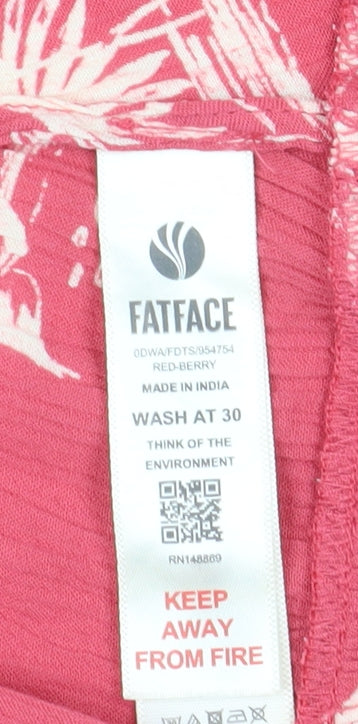 FATFACE
0DWA/FDTS/954754
RED-BERRY
MADE IN INDIA
WASH AT 30
THINK OF THE
ENVIRONMENT
RN148869
KEEP
AWAY
FROM FIRE